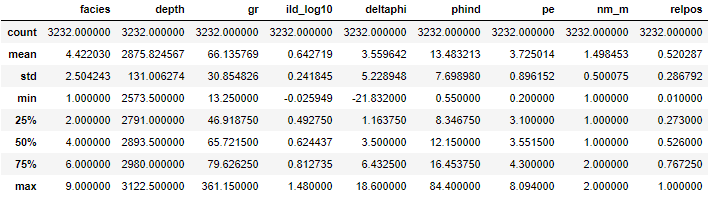 facies depth gr ild_log10 deltaphi phind pe nm_m relpos
count 3232.000000 3232.000000 3232.000000 3232.000000 3232.000000 3232.000000 3232.000000 3232.000000 3232.000000
mean 4.422030 2875.824567 66.135769 0.642719 3.559642 13.483213 3.725014 1.498453 0.520287
std 2.504243 131.006274 30.854826 0.241845 5.228948 7.698980 0.896152 0.500075 0.286792
min 1.000000 2573.500000 13.250000 -0.025949 -21.832000 0.550000 0.200000 1.000000 0.010000
25% 2.000000 2791.000000 46.918750 0.492750 1.163750 8.346750 3.100000 1.000000 0.273000
50% 4.000000 2893.500000 65.721500 0.624437 3.500000 12.150000 3.551500 1.000000 0.526000
75% 6.000000 2980.000000 79.626250 0.812735 6.432500 16.453750 4.300000 2.000000 0.767250
max 9.000000 3122.500000 361.150000 1.480000 18.600000 84.400000 8.094000 2.000000 1.000000